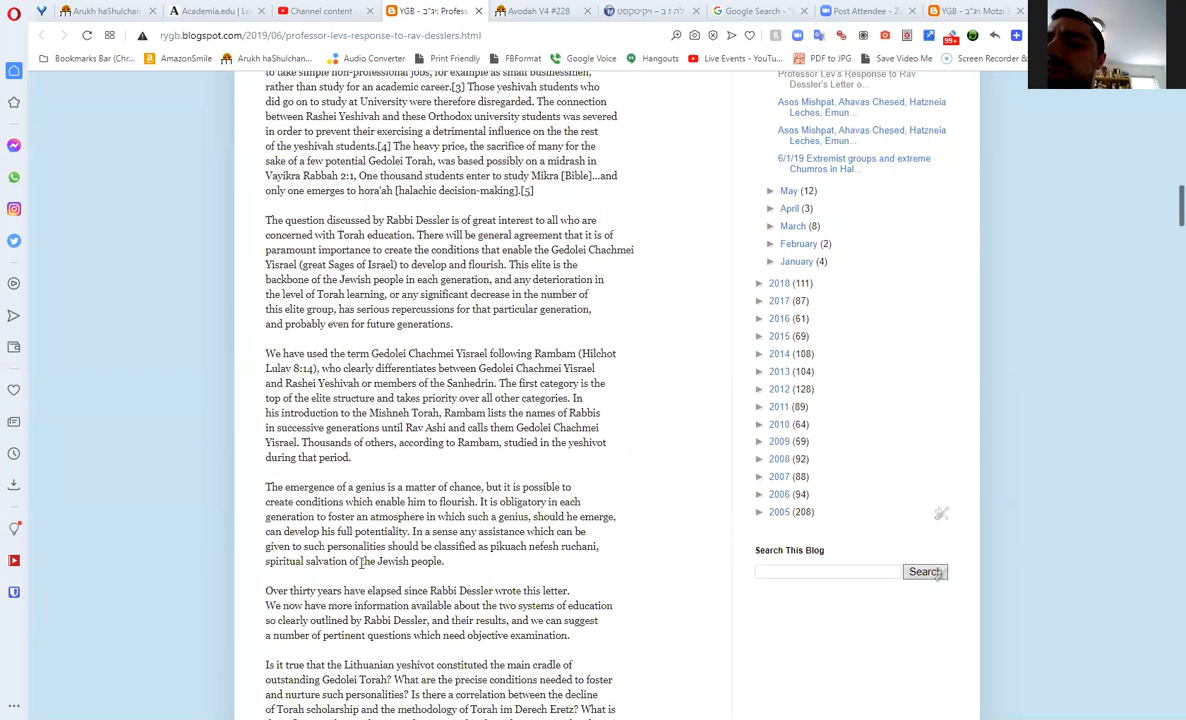 Arukh haShulchan
Academia.edu | Lo
Channel content -
YGB - יג"ב: Profess
Avodah V4 #228
Google Search - "
Post Attendee - Zo
YGB - יג"ב: Motzi S
rygb.blogspot.com/2019/06/professor-levs-response-to-rav-desslers.html
99+
Bookmarks Bar (Chr...
AmazonSmile
Arukh haShulchan...
Audio Converter
Print Friendly
FBFormat
Google Voice
Hangouts
Live Events - YouTu...
PDF to JPG
Save Video Me
Screen Recorder &
to take simple non-professional jobs, for example as small businessmen,
rather than study for an academic career.[3] Those yeshivah students who
did go on to study at University were therefore disregarded. The connection
between Rashei Yeshivah and these Orthodox university students was severed
in order to prevent their exercising a detrimental influence on the the rest
of the yeshivah students.[4] The heavy price, the sacrifice of many for the
sake of a few potential Gedolei Torah, was based possibly on a midrash in
Vayikra Rabbah 2:1, One thousand students enter to study Mikra [Bible]...and
only one emerges to hora'ah [halachic decision-making].[5]
The question discussed by Rabbi Dessler is of great interest to all who are
concerned with Torah education. There will be general agreement that it is of
paramount importance to create the conditions that enable the Gedolei Chachmei
Yisrael (great Sages of Israel) to develop and flourish. This elite is the
backbone of the Jewish people in each generation, and any deterioration in
the level of Torah learning, or any significant decrease in the number of
this elite group, has serious repercussions for that particular generation,
and probably even for future generations.
We have used the term Gedolei Chachmei Yisrael following Rambam (Hilchot
Lulav 8:14), who clearly differentiates between Gedolei Chachmei Yisrael
and Rashei Yeshivah or members of the Sanhedrin. The first category is the
top of the elite structure and takes priority over all other categories. In
his introduction to the Mishneh Torah, Rambam lists the names of Rabbis
in successive generations until Rav Ashi and calls them Gedolei Chachmei
Yisrael. Thousands of others, according to Rambam, studied in the yeshivot
during that period.
The emergence of a genius is a matter of chance, but it is possible to
create conditions which enable him to flourish. It is obligatory in each
generation to foster an atmosphere in which such a genius, should he emerge,
can develop his full potentiality. In a sense any assistance which can be
given to such personalities should be classified as pikuach nefesh ruchani,
spiritual salvation of the Jewish people.
Over thirty years have elapsed since Rabbi Dessler wrote this letter.
We now have more information available about the two systems of education
so clearly outlined by Rabbi Dessler, and their results, and we can suggest
a number of pertinent questions which need objective examination.
Is it true that the Lithuanian yeshivot constituted the main cradle of
outstanding Gedolei Torah? What are the precise conditions needed to foster
and nurture such personalities? Is there a correlation between the decline
of Torah scholarship and the methodology of Torah im Derech Eretz? What is
Professor Lev's Response to Rav
Dessler's Letter o...
Asos Mishpat, Ahavas Chesed, Hatzneia
Leches, Emun...
Asos Mishpat, Ahavas Chesed, Hatzneia
Leches, Emun...
6/1/19 Extremist groups and extreme
Chumros in Hal...
► May (12)
► April (3)
► March (8)
► February (2)
► January (4)
► 2018 (111)
► 2017 (87)
► 2016 (61)
► 2015 (69)
► 2014 (108)
► 2013 (104)
► 2012 (128)
► 2011 (89)
► 2010 (64)
► 2009 (59)
► 2008 (92)
► 2007 (88)
► 2006 (94)
► 2005 (208)
Search This Blog
Search